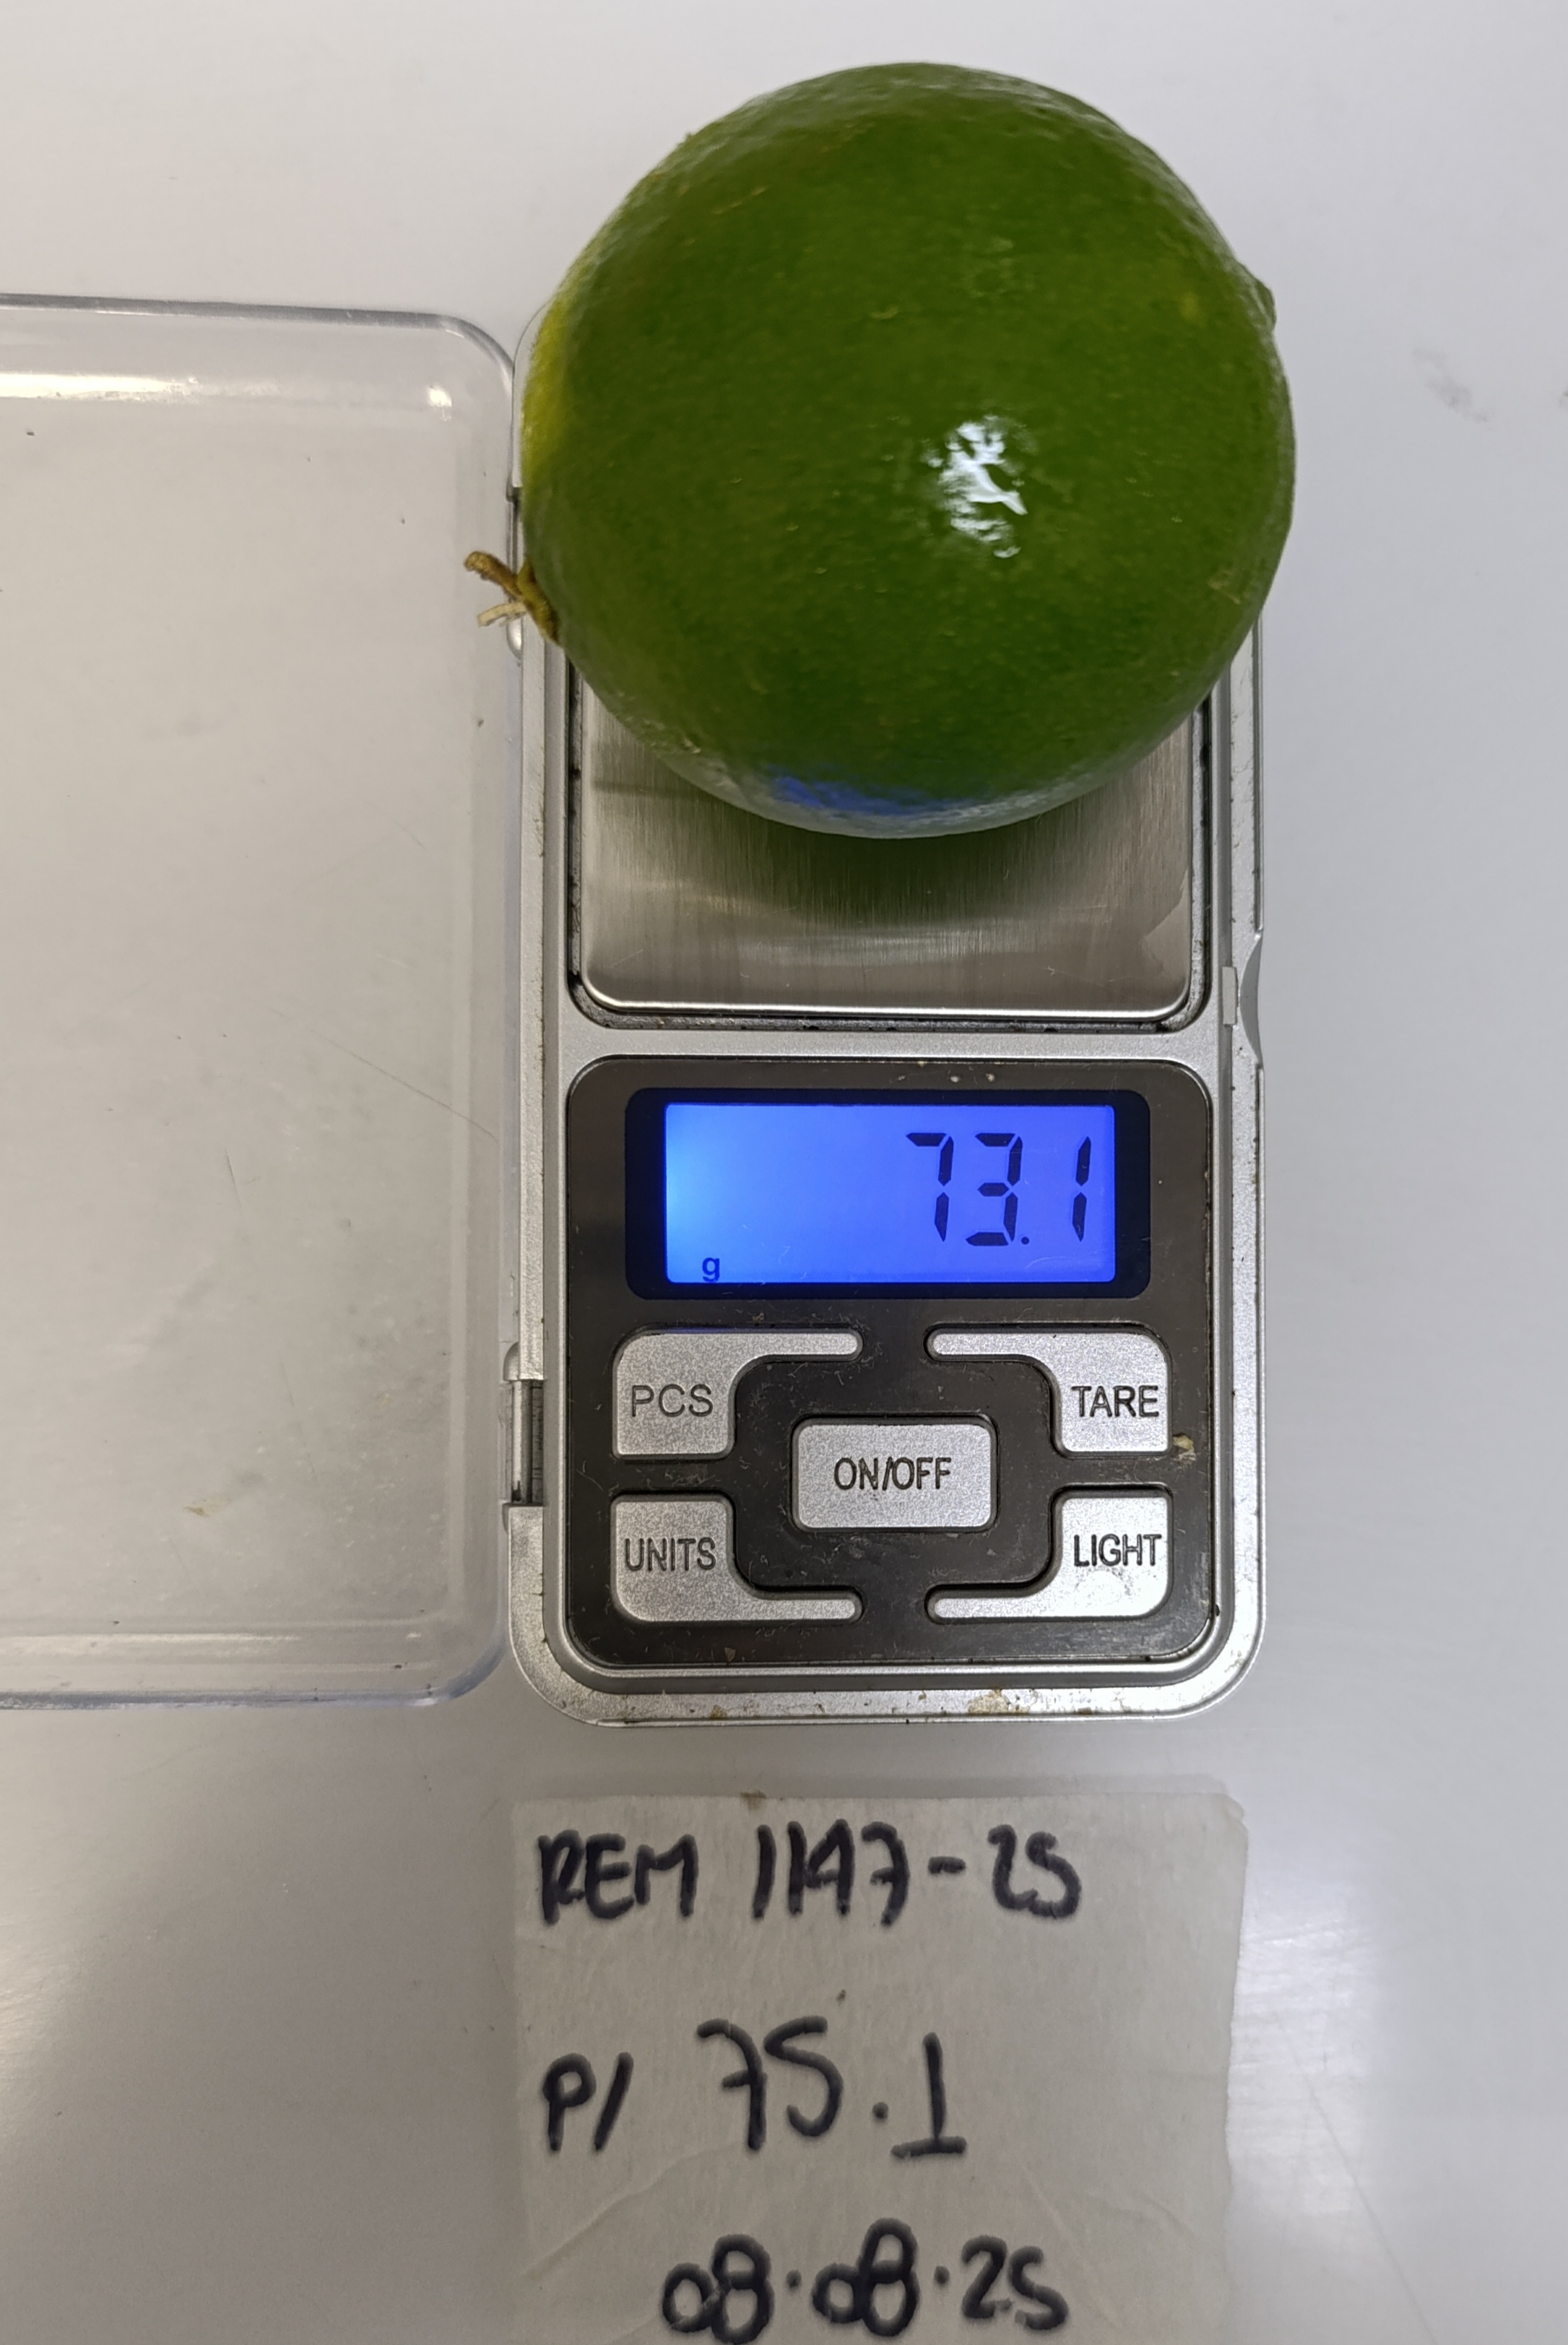 73.1
g
PCS
TARE
ON/OFF
UNITS
LIGHT
REM 1147-25
P/ 75.1
08.08.25